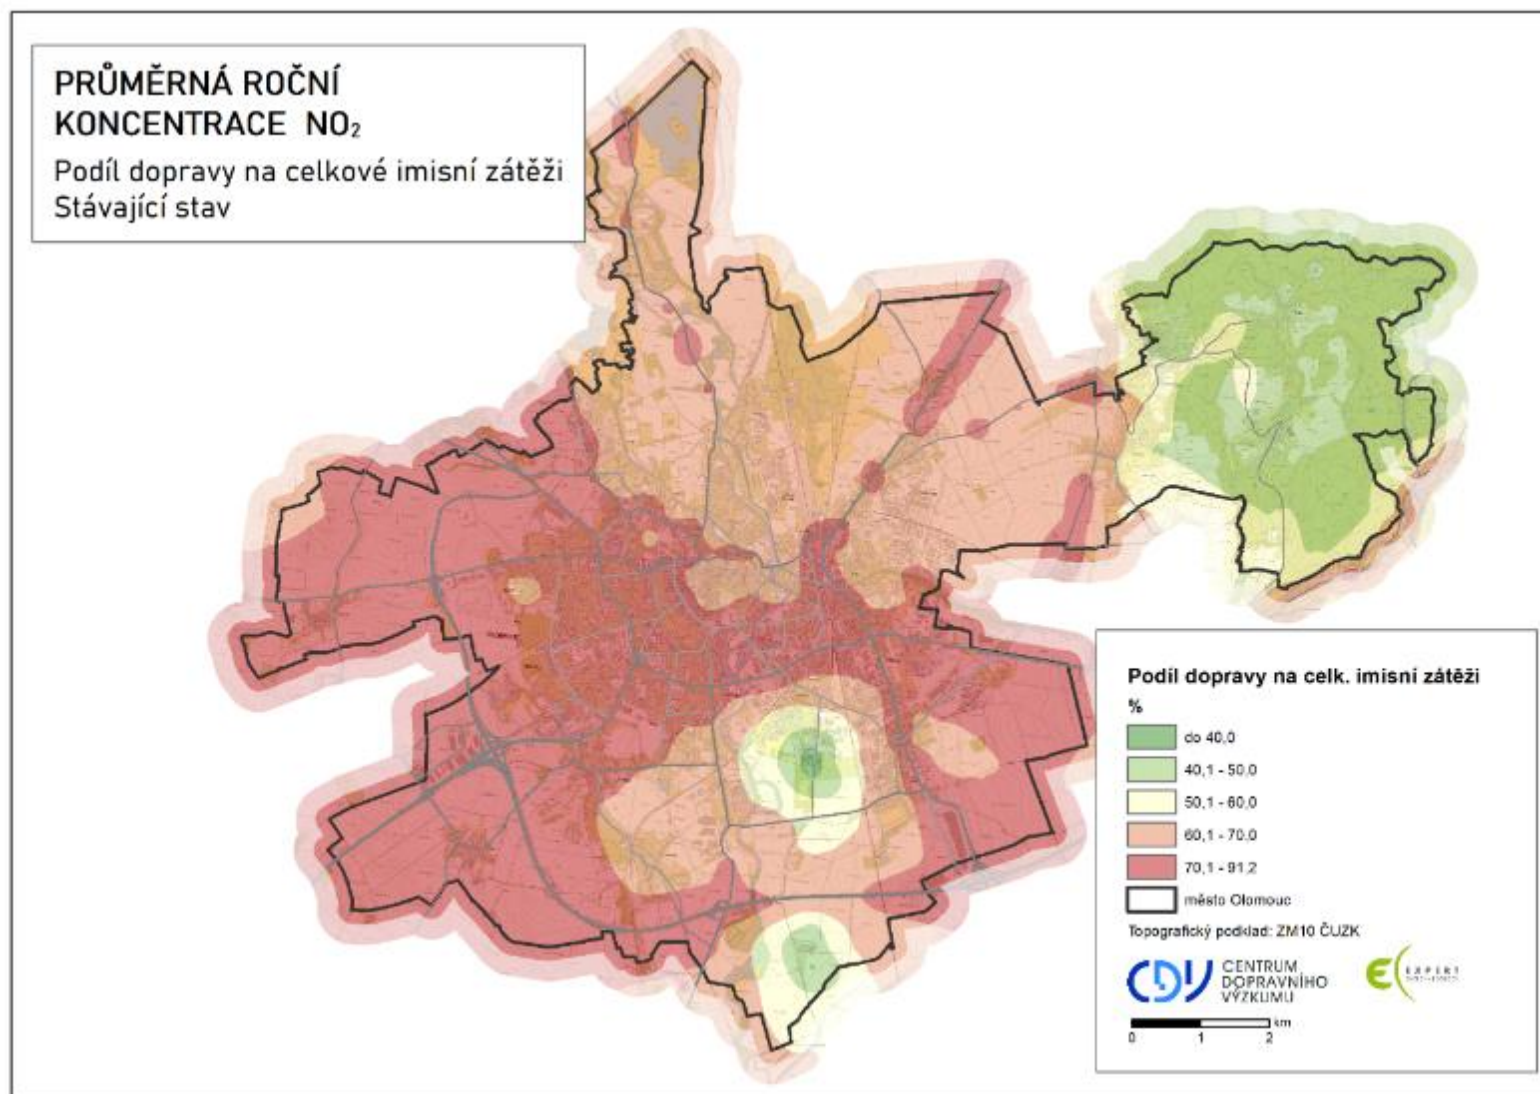 PRŮMĚRNÁ ROČNÍ
KONCENTRACE NO₂
Podíl dopravy na celkové imisní zátěži
Stávající stav
Podíl dopravy na celk. imisní zátěži
%
do 40,0
40,1 - 50,0
50,1 - 60,0
60,1 - 70,0
70,1 - 91,2
město Olomouc
Topografický podklad: ZM10 ČUZK
CENTRUM
DOPRAVNÍHO
VÝZKUMU
EXPERT
km
0 1 2